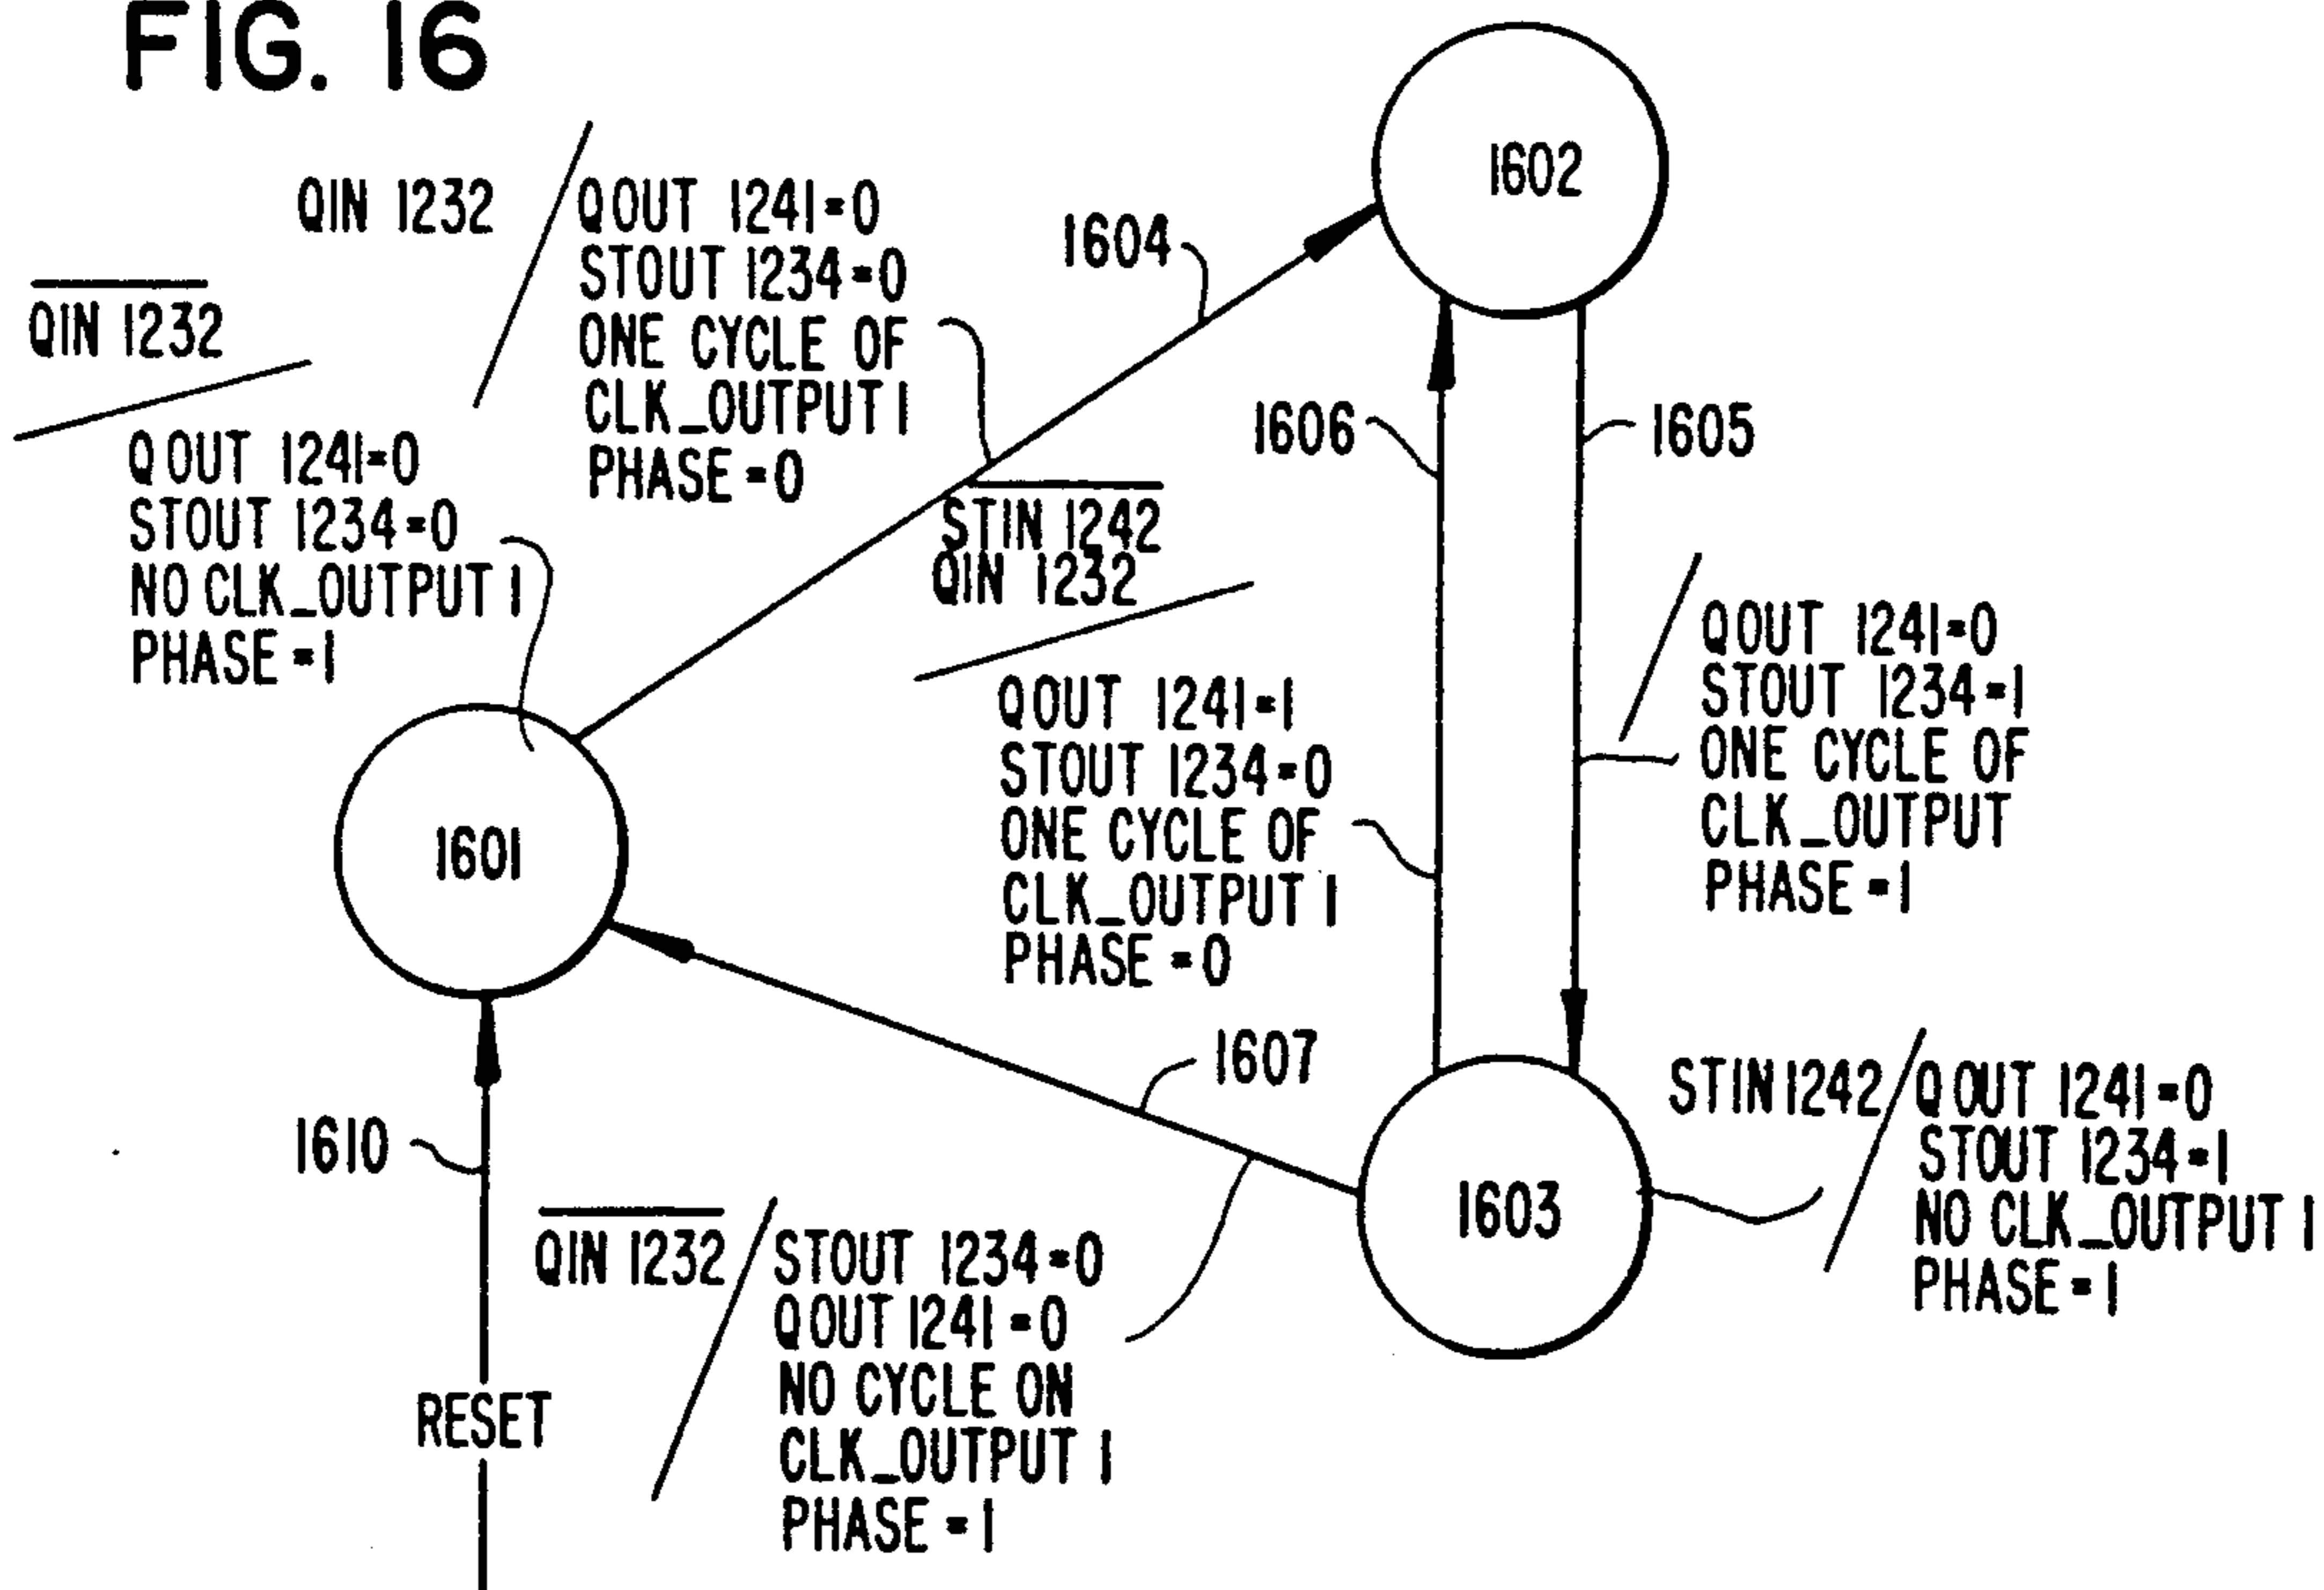 FIG. 16
1602
QIN 1232
QOUT 1241=0
STOUT 1234=0
ONE CYCLE OF
CLK_OUTPUT1
PHASE=0
1604
QIN 1232
QOUT 1241=0
STOUT 1234=0
NO CLK_OUTPUT 1
PHASE=1
1606
1605
STIN 1242
QIN 1232
QOUT 1241=1
STOUT 1234=0
ONE CYCLE OF
CLK_OUTPUT 1
PHASE=0
QOUT 1241=0
STOUT 1234=1
ONE CYCLE OF
CLK_OUTPUT
PHASE=1
1601
1607
1610
STIN 1242
QOUT 1241=0
STOUT 1234=1
NO CLK_OUTPUT 1
PHASE=1
1603
QIN 1232
STOUT 1234=0
QOUT 1241=0
NO CYCLE ON
CLK_OUTPUT 1
PHASE=1
RESET